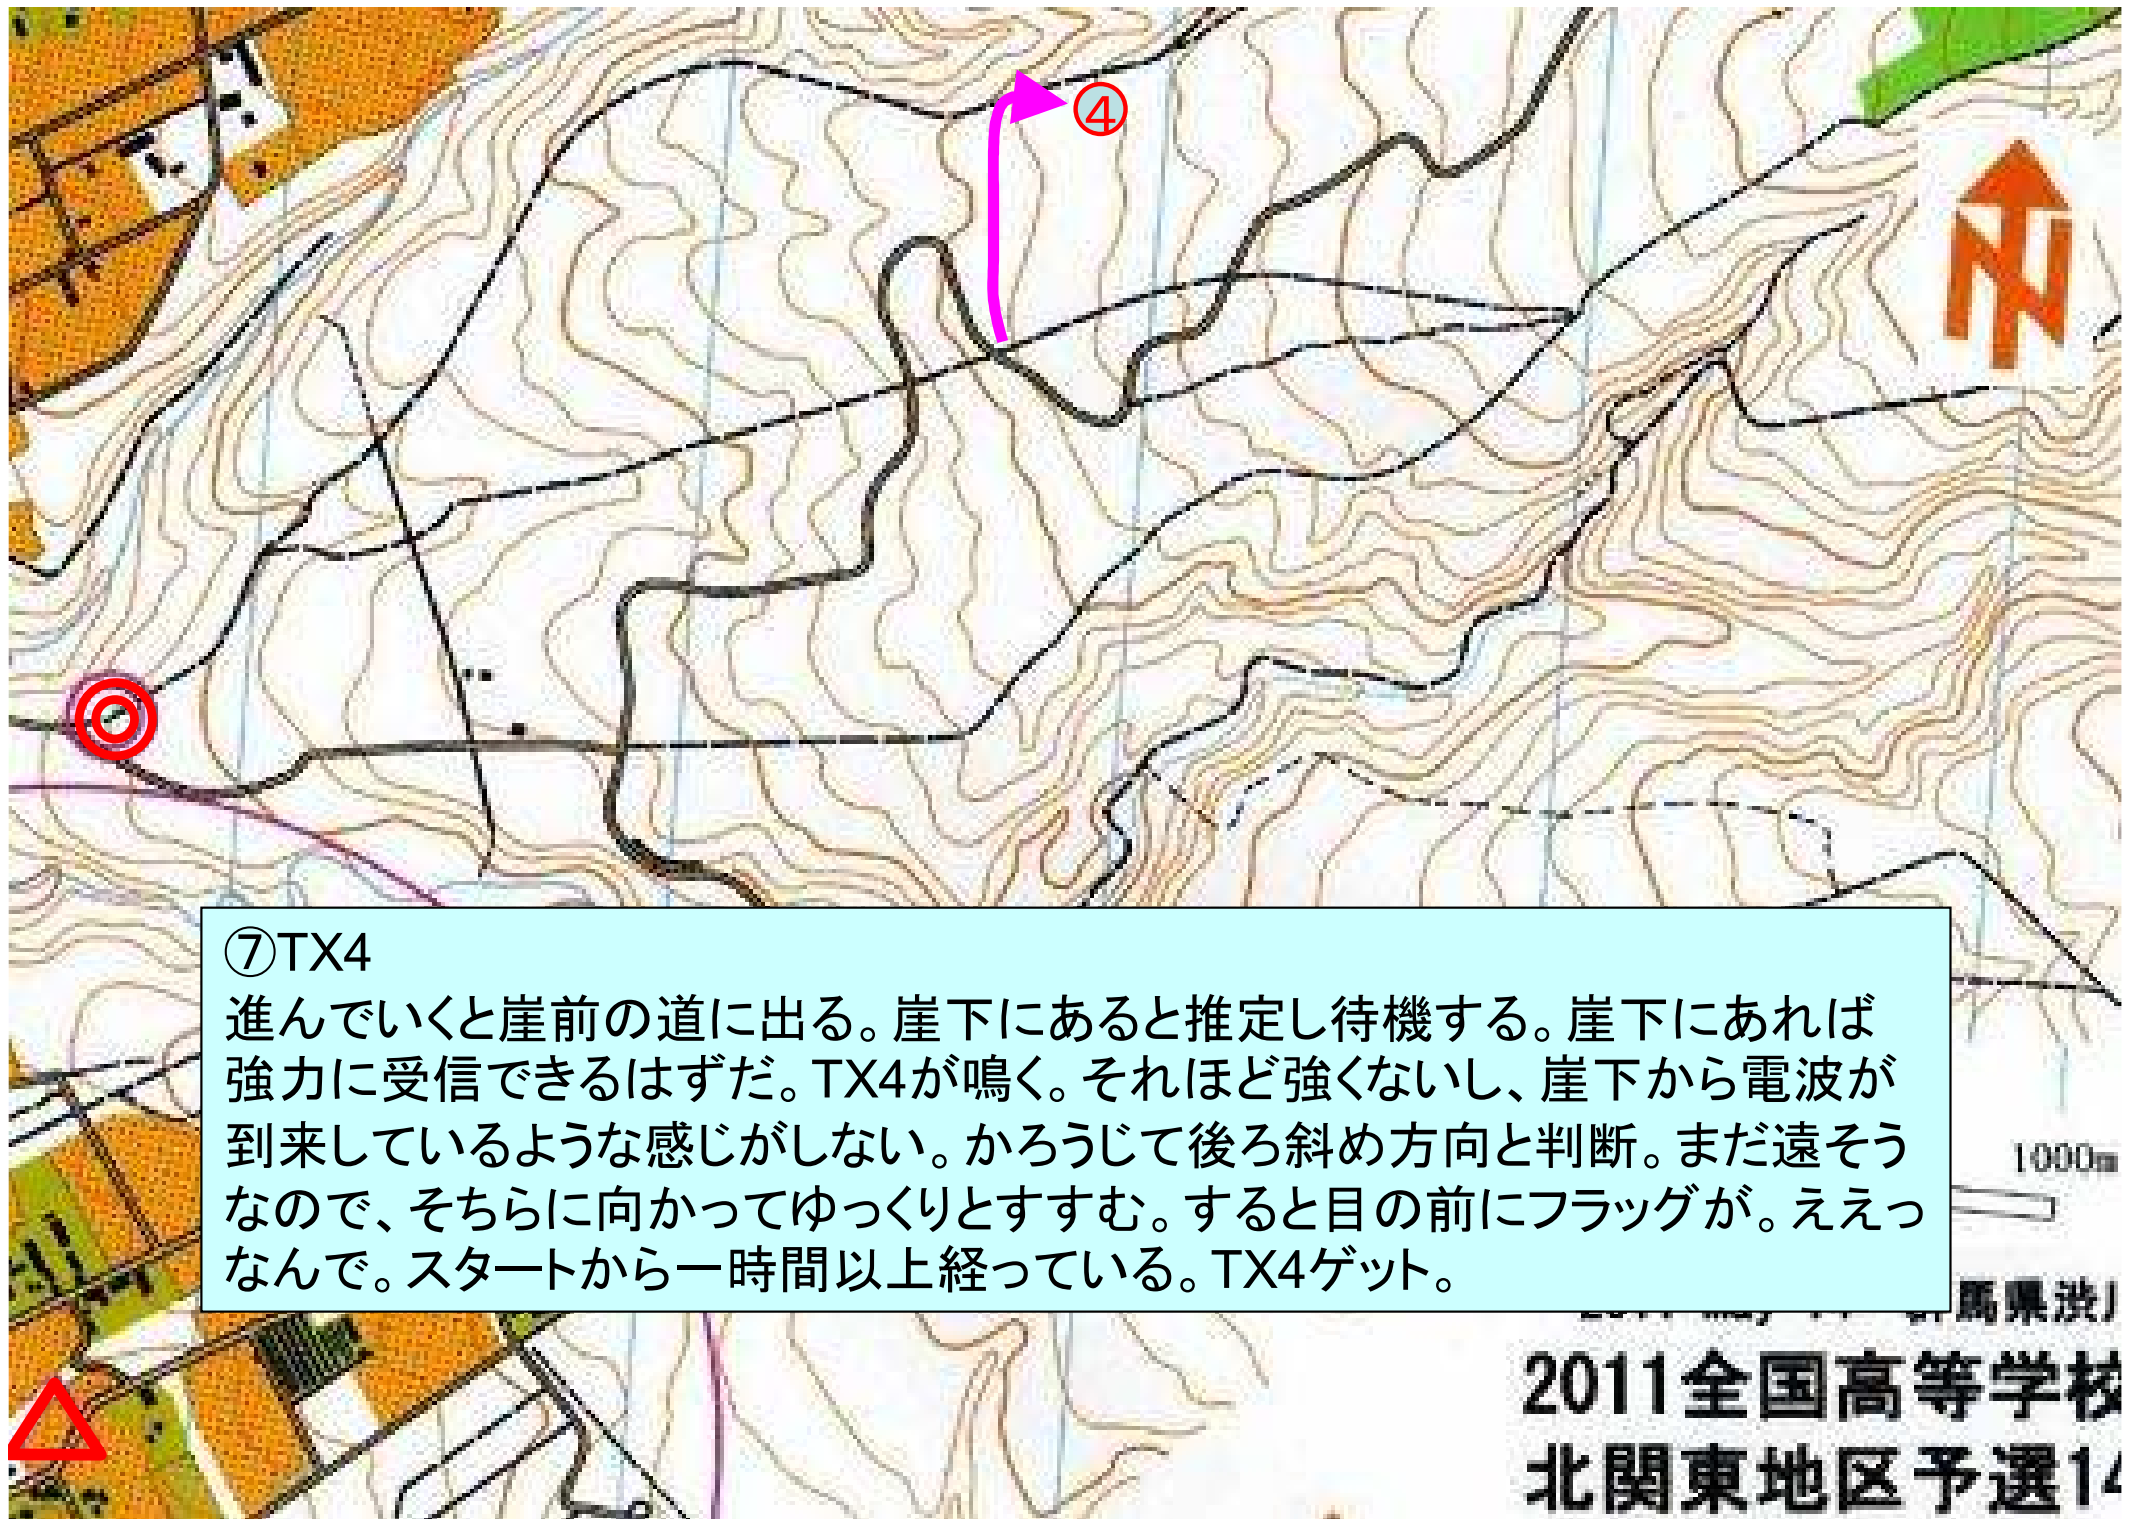 ④
N
⑦TX4
進んでいくと崖前の道に出る。崖下にあると推定し待機する。崖下にあれば
強力に受信できるはずだ。TX4が鳴く。それほど強くないし、崖下から電波が
到来しているような感じがしない。かろうじて後ろ斜め方向と判断。まだ遠そう
なので、そちらに向かってゆっくりとすすむ。すると目の前にフラッグが。ええっ
なんで。スタートから一時間以上経っている。TX4ゲット。
1000m
馬県渋川
2011全国高等学校
北関東地区予選14